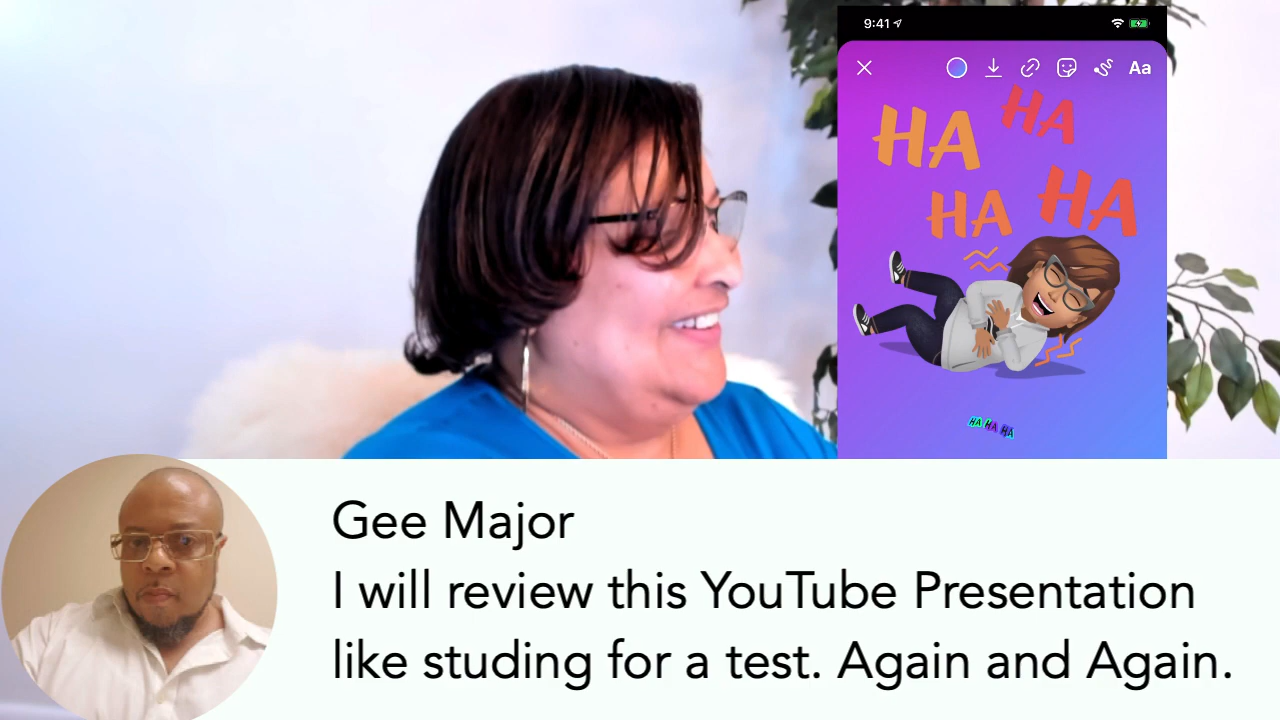 9:41
Aa
HA
HA
HA
HA
HA HA HA
Gee Major
I will review this YouTube Presentation
like studing for a test. Again and Again.